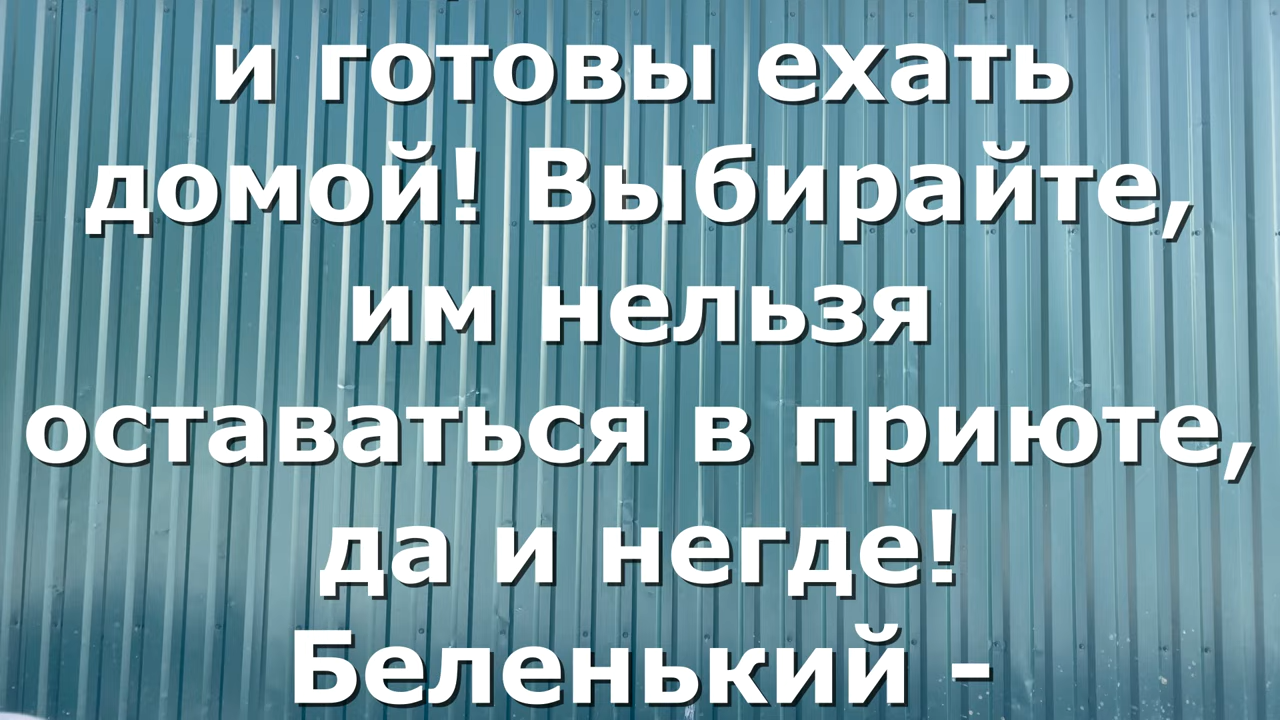 и готовы ехать
домой! Выбирайте,
им нельзя
оставаться в приюте,
да и негде!
Беленький -